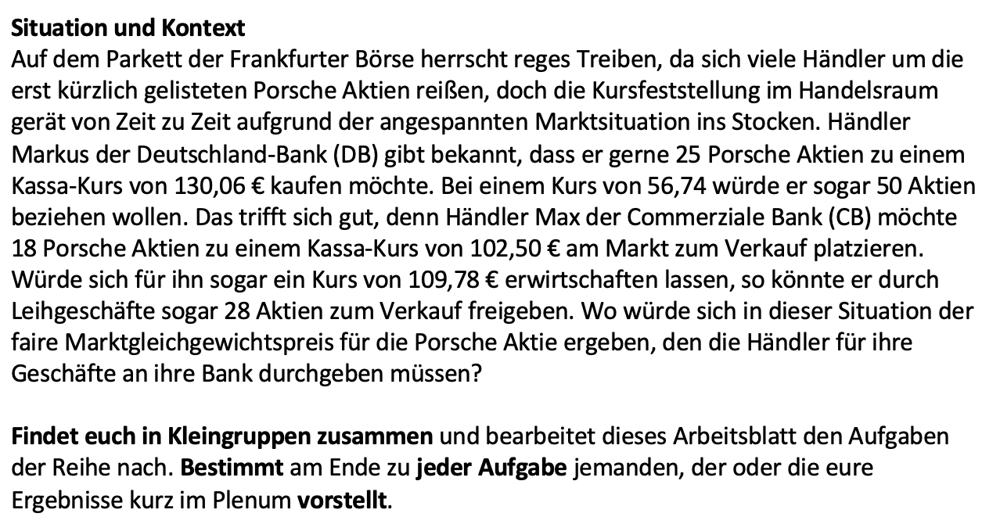 Situation und Kontext
Auf dem Parkett der Frankfurter Börse herrscht reges Treiben, da sich viele Händler um die
erst kürzlich gelisteten Porsche Aktien reißen, doch die Kursfeststellung im Handelsraum
gerät von Zeit zu Zeit aufgrund der angespannten Marktsituation ins Stocken. Händler
Markus der Deutschland-Bank (DB) gibt bekannt, dass er gerne 25 Porsche Aktien zu einem
Kassa-Kurs von 130,06 € kaufen möchte. Bei einem Kurs von 56,74 würde er sogar 50 Aktien
beziehen wollen. Das trifft sich gut, denn Händler Max der Commerziale Bank (CB) möchte
18 Porsche Aktien zu einem Kassa-Kurs von 102,50 € am Markt zum Verkauf platzieren.
Würde sich für ihn sogar ein Kurs von 109,78 € erwirtschaften lassen, so könnte er durch
Leihgeschäfte sogar 28 Aktien zum Verkauf freigeben. Wo würde sich in dieser Situation der
faire Marktgleichgewichtspreis für die Porsche Aktie ergeben, den die Händler für ihre
Geschäfte an ihre Bank durchgeben müssen?
Findet euch in Kleingruppen zusammen und bearbeitet dieses Arbeitsblatt den Aufgaben
der Reihe nach. Bestimmt am Ende zu jeder Aufgabe jemanden, der oder die eure
Ergebnisse kurz im Plenum vorstellt.